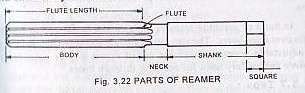 FLUTE LENGTH
FLUTE
BODY
NECK
SHANK
SQUARE
Fig. 3.22 PARTS OF REAMER